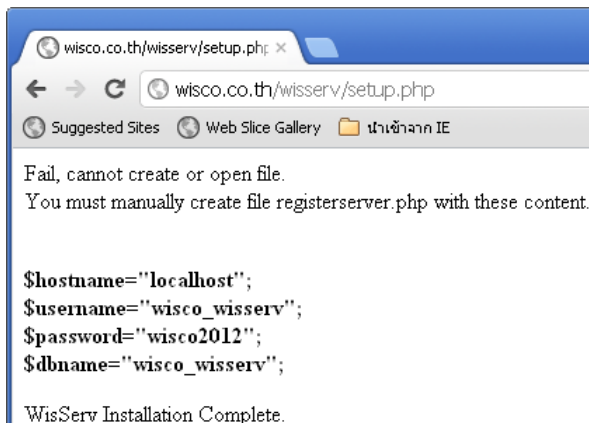 wisco.co.th/wisserv/setup.php
wisco.co.th/wisserv/setup.php
Suggested Sites Web Slice Gallery นำเข้าจาก IE
Fail, cannot create or open file.
You must manually create file registerserver.php with these content.
$hostname="localhost";
$username="wisco_wisserv";
$password="wisco2012";
$dbname="wisco_wisserv";
WisServ Installation Complete.